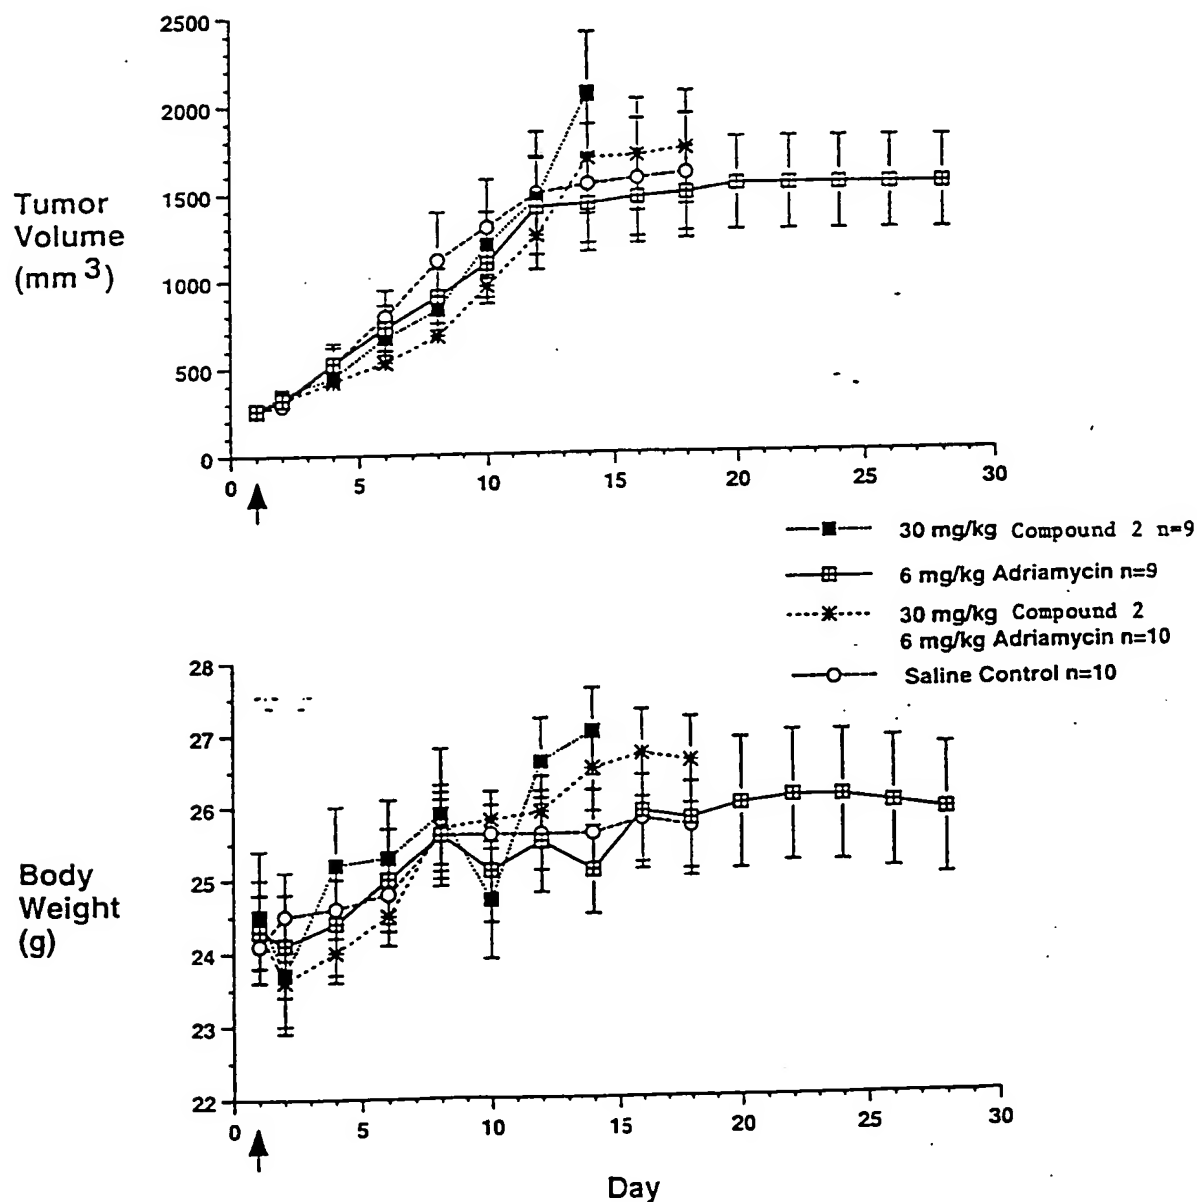 2500
2000
1500
1000
500
0
Tumor
Volume
(mm 3)
0 5 10 15 20 25 30
30 mg/kg Compound 2 n=9
6 mg/kg Adriamycin n=9
30 mg/kg Compound 2
6 mg/kg Adriamycin n=10
Saline Control n=10
28
27
26
25
24
23
22
Body
Weight
(g)
0 5 10 15 20 25 30
Day